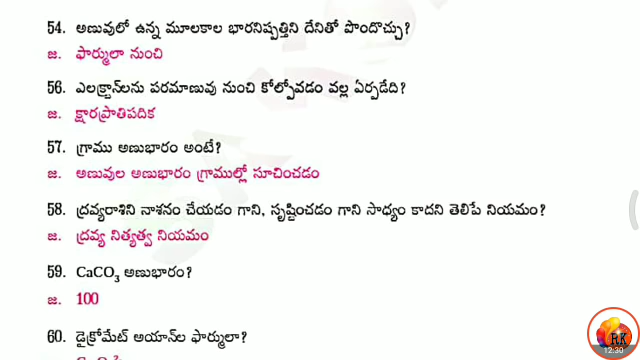 54. అణువులో ఉన్న మూలకాల భారనిష్పత్తిని దేనితో పొందొచ్చు?
జ. ఫార్ములా నుంచి
56. ఎలక్ట్రాన్‌లను పరమాణువు నుంచి కోల్పోవడం వల్ల ఏర్పడేది?
జ. క్షారప్రాతిపదిక
57. గ్రాము అణుభారం అంటే?
జ. అణువుల అణుభారం గ్రాముల్లో సూచించడం
58. ద్రవ్యరాశిని నాశనం చేయడం గాని, సృష్టించడం గాని సాధ్యం కాదని తెలిపే నియమం?
జ. ద్రవ్య నిత్యత్వ నియమం
59. CaCO₃ అణుభారం?
జ. 100
60. డైక్రోమేట్ అయాన్‌ల ఫార్ములా?
RK
12:30